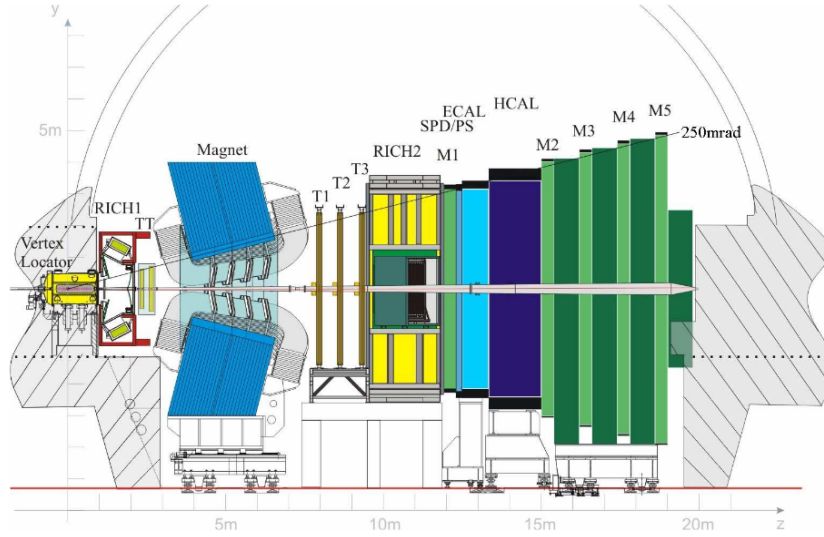 y
5m
Magnet
RICH1
TT
Vertex
Locator
T1
T2
T3
RICH2
M1
SPD/PS
ECAL
HCAL
M2
M3
M4
M5
250mrad
5m
10m
15m
20m
z